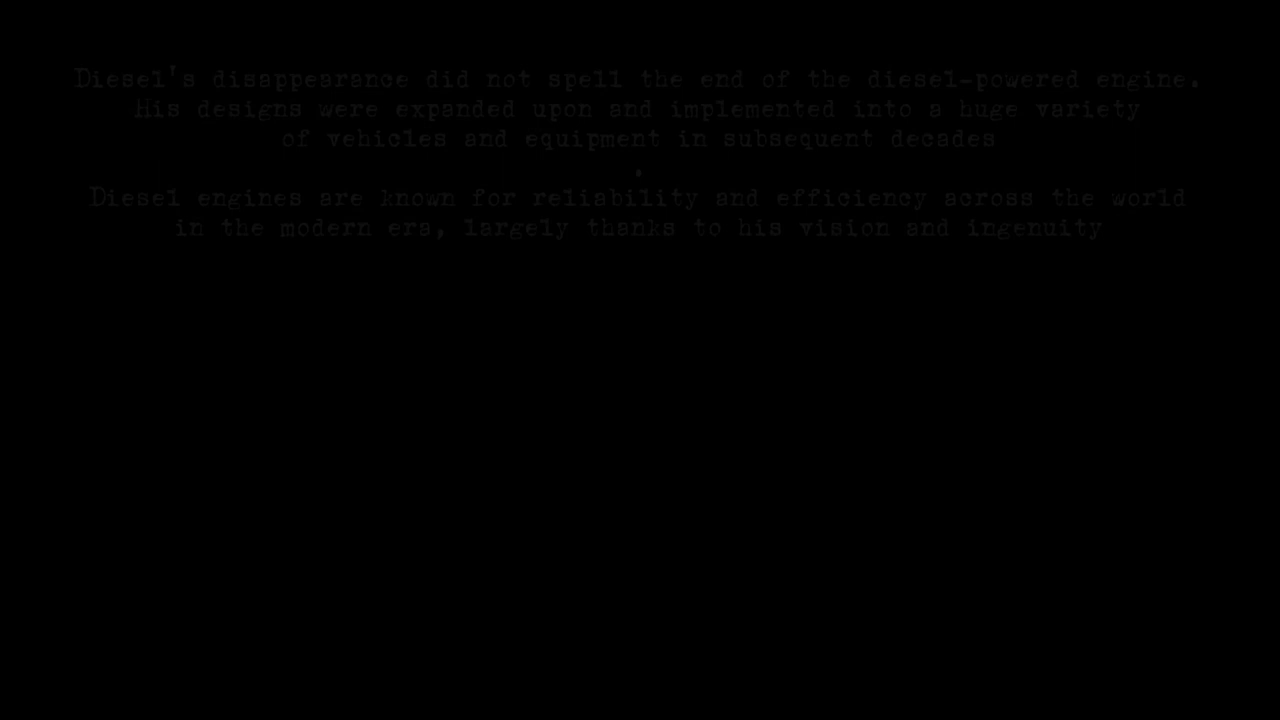 Diesel's disappearance did not spell the end of the diesel-powered engine.
His designs were expanded upon and implemented into a huge variety
of vehicles and equipment in subsequent decades
.
Diesel engines are known for reliability and efficiency across the world
in the modern era, largely thanks to his vision and ingenuity